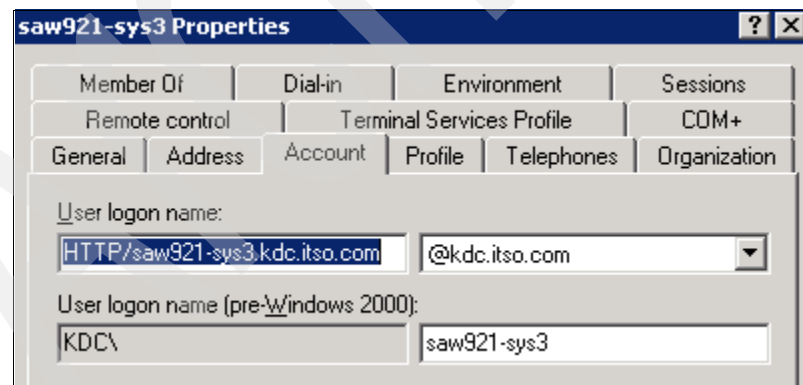 saw921-sys3 Properties
Member Of Dial-in Environment Sessions
Remote control Terminal Services Profile COM+
General Address Account Profile Telephones Organization
User logon name:
HTTP/saw921-sys3.kdc.itso.com @kdc.itso.com
User logon name (pre-Windows 2000):
KDC\ saw921-sys3